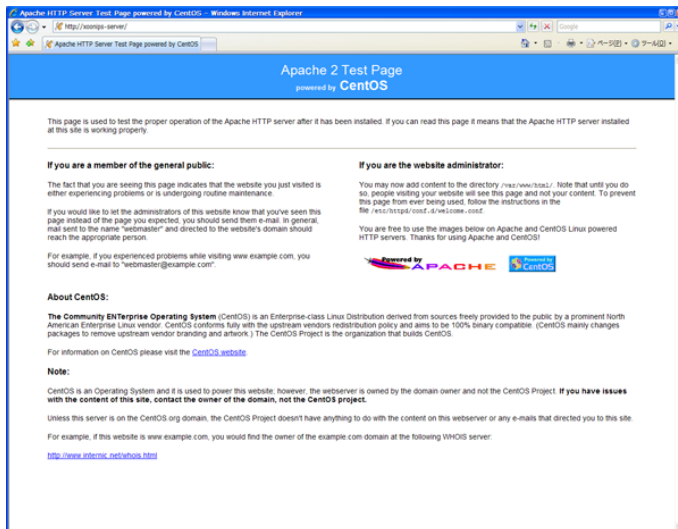 Apache HTTP Server Test Page powered by CentOS - Windows Internet Explorer
http://xoonips-server/
Google
Apache HTTP Server Test Page powered by CentOS
ページ(P)
ツール(O)
Apache 2 Test Page
powered by CentOS
This page is used to test the proper operation of the Apache HTTP server after it has been installed. If you can read this page it means that the Apache HTTP server installed
at this site is working properly.
If you are a member of the general public:
The fact that you are seeing this page indicates that the website you just visited is
either experiencing problems or is undergoing routine maintenance.
If you would like to let the administrators of this website know that you've seen this
page instead of the page you expected, you should send them e-mail. In general,
mail sent to the name "webmaster" and directed to the website's domain should
reach the appropriate person.
For example, if you experienced problems while visiting www.example.com, you
should send e-mail to "webmaster@example.com".
If you are the website administrator:
You may now add content to the directory /var/www/html/. Note that until you do
so, people visiting your website will see this page and not your content. To prevent
this page from ever being used, follow the instructions in the
file /etc/httpd/conf.d/welcome.conf.
You are free to use the images below on Apache and CentOS Linux powered
HTTP servers. Thanks for using Apache and CentOS!
Powered by
APACHE
Powered by
CentOS
About CentOS:
The Community ENTerprise Operating System (CentOS) is an Enterprise-class Linux Distribution derived from sources freely provided to the public by a prominent North
American Enterprise Linux vendor. CentOS conforms fully with the upstream vendors redistribution policy and aims to be 100% binary compatible. (CentOS mainly changes
packages to remove upstream vendor branding and artwork.) The CentOS Project is the organization that builds CentOS.
For information on CentOS please visit the CentOS website.
Note:
CentOS is an Operating System and it is used to power this website; however, the webserver is owned by the domain owner and not the CentOS Project. If you have issues
with the content of this site, contact the owner of the domain, not the CentOS project.
Unless this server is on the CentOS.org domain, the CentOS Project doesn't have anything to do with the content on this webserver or any e-mails that directed you to this site.
For example, if this website is www.example.com, you would find the owner of the example.com domain at the following WHOIS server:
http://www.internic.net/whois.html